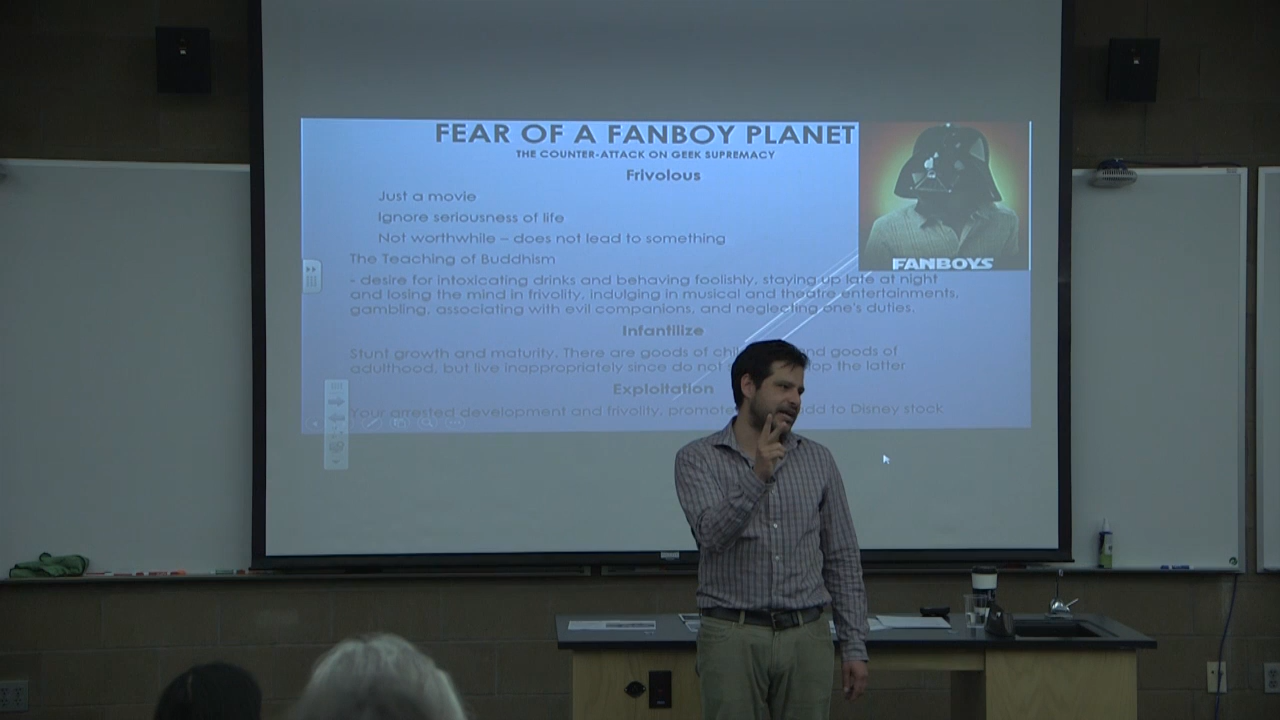 FEAR OF A FANBOY PLANET
THE COUNTER-ATTACK ON GEEK SUPREMACY
Frivolous
Just a movie
Ignore seriousness of life
Not worthwhile – does not lead to something
The Teaching of Buddhism
FANBOYS
- desire for intoxicating drinks and behaving foolishly, staying up late at night
and losing the mind in frivolity, indulging in musical and theatre entertainments,
gambling, associating with evil companions, and neglecting one's duties.
Infantilize
Stunt growth and maturity. There are goods of and goods of
adulthood, but live inappropriately since do not the latter
Exploitation
Your arrested development and frivolity, to Disney stock